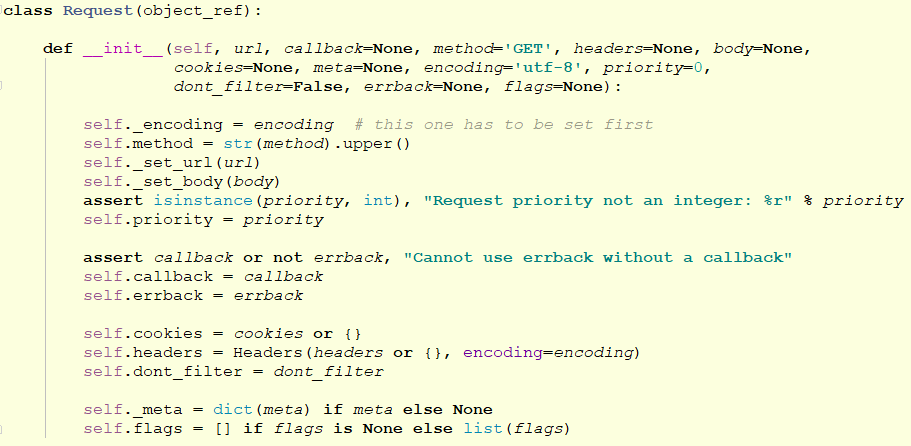 class Request(object_ref):
def __init__(self, url, callback=None, method='GET', headers=None, body=None,
cookies=None, meta=None, encoding='utf-8', priority=0,
dont_filter=False, errback=None, flags=None):
self._encoding = encoding  # this one has to be set first
self.method = str(method).upper()
self._set_url(url)
self._set_body(body)
assert isinstance(priority, int), "Request priority not an integer: %r" % priority
self.priority = priority
assert callback or not errback, "Cannot use errback without a callback"
self.callback = callback
self.errback = errback
self.cookies = cookies or {}
self.headers = Headers(headers or {}, encoding=encoding)
self.dont_filter = dont_filter
self._meta = dict(meta) if meta else None
self.flags = [] if flags is None else list(flags)